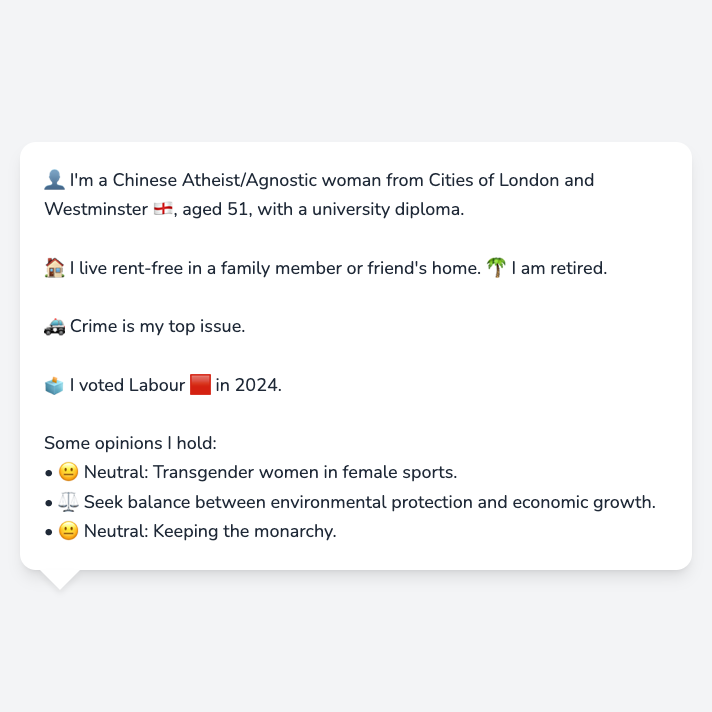 👤 I'm a Chinese Atheist/Agnostic woman from Cities of London and
Westminster 🏴󠁧󠁢󠁥󠁮󠁧󠁿, aged 51, with a university diploma.
🏠 I live rent-free in a family member or friend's home. 🌴 I am retired.
🚓 Crime is my top issue.
🗳️ I voted Labour 🟥 in 2024.
Some opinions I hold:
• 😐 Neutral: Transgender women in female sports.
• ⚖️ Seek balance between environmental protection and economic growth.
• 😐 Neutral: Keeping the monarchy.